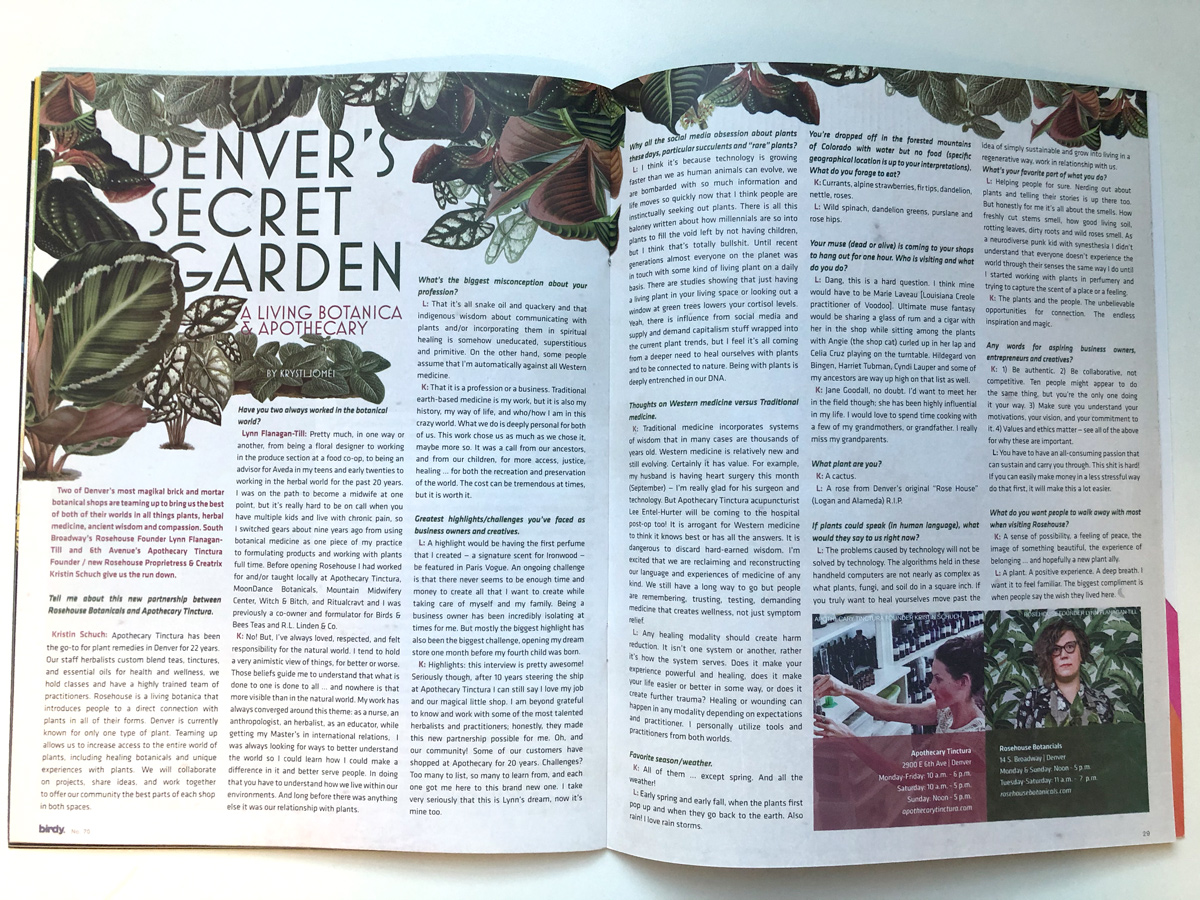 DENVER'S
SECRET
GARDEN
A LIVING BOTANICA
& APOTHECARY
BY KRYSTI JOMÉI
Two of Denver's most magikal brick and mortar
botanical shops are teaming up to bring us the best
of both of their worlds in all things plants, herbal
medicine, ancient wisdom and compassion. South
Broadway's Rosehouse Founder Lynn Flanagan-
Till and 6th Avenue's Apothecary Tinctura
Founder / new Rosehouse Proprietress & Creatrix
Kristin Schuch give us the run down.
Tell me about this new partnership between
Rosehouse Botanicals and Apothecary Tinctura.
Kristin Schuch: Apothecary Tinctura has been
the go-to for plant remedies in Denver for 22 years.
Our staff herbalists custom blend teas, tinctures,
and essential oils for health and wellness, we
hold classes and have a highly trained team of
practitioners. Rosehouse is a living botanica that
introduces people to a direct connection with
plants in all of their forms. Denver is currently
known for only one type of plant. Teaming up
allows us to increase access to the entire world of
plants, including healing botanicals and unique
experiences with plants. We will collaborate
on projects, share ideas, and work together
to offer our community the best parts of each shop
in both spaces.
Have you two always worked in the botanical
world?
Lynn Flanagan-Till: Pretty much, in one way or
another, from being a floral designer to working
in the produce section at a food co-op, to being an
advisor for Aveda in my teens and early twenties to
working in the herbal world for the past 20 years.
I was on the path to become a midwife at one
point, but it's really hard to be on call when you
have multiple kids and live with chronic pain, so
I switched gears about nine years ago from using
botanical medicine as one piece of my practice
to formulating products and working with plants
full time. Before opening Rosehouse I had worked
for and/or taught locally at Apothecary Tinctura,
MoonDance Botanicals, Mountain Midwifery
Center, Witch & Bitch, and Ritualcravt and I was
previously a co-owner and formulator for Birds &
Bees Teas and R.L. Linden & Co.
K: No! But, I've always loved, respected, and felt
responsibility for the natural world. I tend to hold
a very animistic view of things, for better or worse.
Those beliefs guide me to understand that what is
done to one is done to all ... and nowhere is that
more visible than in the natural world. My work has
always converged around this theme: as a nurse, an
anthropologist, an herbalist, as an educator, while
getting my Master's in international relations, I
was always looking for ways to better understand
the world so I could learn how I could make a
difference in it and better serve people. In doing
that you have to understand how we live within our
environments. And long before there was anything
else it was our relationship with plants.
What's the biggest misconception about your
profession?
L: That it's all snake oil and quackery and that
indigenous wisdom about communicating with
plants and/or incorporating them in spiritual
healing is somehow uneducated, superstitious
and primitive. On the other hand, some people
assume that I'm automatically against all Western
medicine.
K: That it is a profession or a business. Traditional
earth-based medicine is my work, but it is also my
history, my way of life, and who/how I am in this
crazy world. What we do is deeply personal for both
of us. This work chose us as much as we chose it,
maybe more so. It was a call from our ancestors,
and from our children, for more access, justice,
healing ... for both the recreation and preservation
of the world. The cost can be tremendous at times,
but it is worth it.
Greatest highlights/challenges you've faced as
business owners and creatives.
L: A highlight would be having the first perfume
that I created – a signature scent for Ironwood –
be featured in Paris Vogue. An ongoing challenge
is that there never seems to be enough time and
money to create all that I want to create while
taking care of myself and my family. Being a
business owner has been incredibly isolating at
times for me. But mostly the biggest highlight has
also been the biggest challenge, opening my dream
store one month before my fourth child was born.
K: Highlights: this interview is pretty awesome!
Seriously though, after 10 years steering the ship
at Apothecary Tinctura I can still say I love my job
and our magical little shop. I am beyond grateful
to know and work with some of the most talented
herbalists and practitioners; honestly, they made
this new partnership possible for me. Oh, and
our community! Some of our customers have
shopped at Apothecary for 20 years. Challenges?
Too many to list, so many to learn from, and each
one got me here to this brand new one. I take
very seriously that this is Lynn's dream, now it's
mine too.
birdy. No. 70
Why all the social media obsession about plants
these days, particular succulents and "rare" plants?
L: I think it's because technology is growing
faster than we as human animals can evolve, we
are bombarded with so much information and
life moves so quickly now that I think people are
instinctually seeking out plants. There is all this
baloney written about how millennials are so into
plants to fill the void left by not having children,
but I think that's totally bullshit. Until recent
generations almost everyone on the planet was
in touch with some kind of living plant on a daily
basis. There are studies showing that just having
a living plant in your living space or looking out a
window at green trees lowers your cortisol levels.
Yeah, there is influence from social media and
supply and demand capitalism stuff wrapped into
the current plant trends, but I feel it's all coming
from a deeper need to heal ourselves with plants
and to be connected to nature. Being with plants is
deeply entrenched in our DNA.
Thoughts on Western medicine versus Traditional
medicine.
K: Traditional medicine incorporates systems
of wisdom that in many cases are thousands of
years old. Western medicine is relatively new and
still evolving. Certainly it has value. For example,
my husband is having heart surgery this month
(September) – I'm really glad for his surgeon and
technology. But Apothecary Tinctura acupuncturist
Lee Entel-Hurter will be coming to the hospital
post-op too! It is arrogant for Western medicine
to think it knows best or has all the answers. It is
dangerous to discard hard-earned wisdom. I'm
excited that we are reclaiming and reconstructing
our language and experiences of medicine of any
kind. We still have a long way to go but people
are remembering, trusting, testing, demanding
medicine that creates wellness, not just symptom
relief.
L: Any healing modality should create harm
reduction. It isn't one system or another, rather
it's how the system serves. Does it make your
experience powerful and healing, does it make
your life easier or better in some way, or does it
create further trauma? Healing or wounding can
happen in any modality depending on expectations
and practitioner. I personally utilize tools and
practitioners from both worlds.
Favorite season/weather.
K: All of them ... except spring. And all the
weather!
L: Early spring and early fall, when the plants first
pop up and when they go back to the earth. Also
rain! I love rain storms.
You're dropped off in the forested mountains
of Colorado with water but no food (specific
geographical location is up to your interpretations).
What do you forage to eat?
K: Currants, alpine strawberries, fir tips, dandelion,
nettle, roses.
L: Wild spinach, dandelion greens, purslane and
rose hips.
Your muse (dead or alive) is coming to your shops
to hang out for one hour. Who is visiting and what
do you do?
L: Dang, this is a hard question. I think mine
would have to be Marie Laveau [Louisiana Creole
practitioner of Voodoo]. Ultimate muse fantasy
would be sharing a glass of rum and a cigar with
her in the shop while sitting among the plants
with Angie (the shop cat) curled up in her lap and
Celia Cruz playing on the turntable. Hildegard von
Bingen, Harriet Tubman, Cyndi Lauper and some of
my ancestors are way up high on that list as well.
K: Jane Goodall, no doubt. I'd want to meet her
in the field though; she has been highly influential
in my life. I would love to spend time cooking with
a few of my grandmothers, or grandfather. I really
miss my grandparents.
What plant are you?
K: A cactus.
L: A rose from Denver's original "Rose House"
(Logan and Alameda) R.I.P.
If plants could speak (in human language), what
would they say to us right now?
L: The problems caused by technology will not be
solved by technology. The algorithms held in these
handheld computers are not nearly as complex as
what plants, fungi, and soil do in a square inch. If
you truly want to heal yourselves move past the
idea of simply sustainable and grow into living in a
regenerative way, work in relationship with us.
What's your favorite part of what you do?
L: Helping people for sure. Nerding out about
plants and telling their stories is up there too.
But honestly for me it's all about the smells. How
freshly cut stems smell, how good living soil,
rotting leaves, dirty roots and wild roses smell. As
a neurodiverse punk kid with synesthesia I didn't
understand that everyone doesn't experience the
world through their senses the same way I do until
I started working with plants in perfumery and
trying to capture the scent of a place or a feeling.
K: The plants and the people. The unbelievable
opportunities for connection. The endless
inspiration and magic.
Any words for aspiring business owners,
entrepreneurs and creatives?
K: 1) Be authentic. 2) Be collaborative, not
competitive. Ten people might appear to do
the same thing, but you're the only one doing
it your way. 3) Make sure you understand your
motivations, your vision, and your commitment to
it. 4) Values and ethics matter – see all of the above
for why these are important.
L: You have to have an all-consuming passion that
can sustain and carry you through. This shit is hard!
If you can easily make money in a less stressful way
do that first, it will make this a lot easier.
What do you want people to walk away with most
when visiting Rosehouse?
K: A sense of possibility, a feeling of peace, the
image of something beautiful, the experience of
belonging ... and hopefully a new plant ally.
L: A plant. A positive experience. A deep breath. I
want it to feel familiar. The biggest compliment is
when people say the wish they lived here.
APOTHECARY TINCTURA FOUNDER KRISTIN SCHUCH
ROSEHOUSE FOUNDER LYNN FLANAGAN-TILL
Apothecary Tinctura
2900 E 6th Ave | Denver
Monday-Friday: 10 a.m. - 6 p.m.
Saturday: 10 a.m. - 5 p.m.
Sunday: Noon - 5 p.m.
apothecarytinctura.com
Rosehouse Botancials
14 S. Broadway | Denver
Monday & Sunday: Noon - 5 p.m.
Tuesday-Saturday: 11 a.m. - 7 p.m.
rosehousebotanicals.com
19